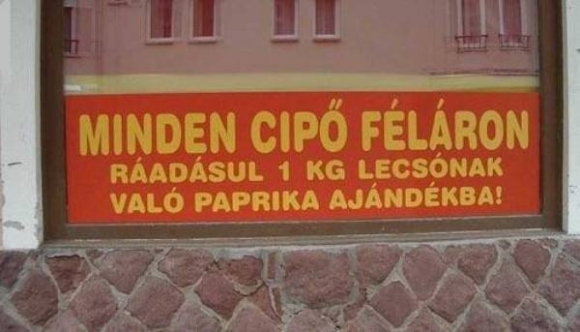 MINDEN CIPŐ FÉLÁRON
RÁADÁSUL 1 KG LECSÓNAK
VALÓ PAPRIKA AJÁNDÉKBA!